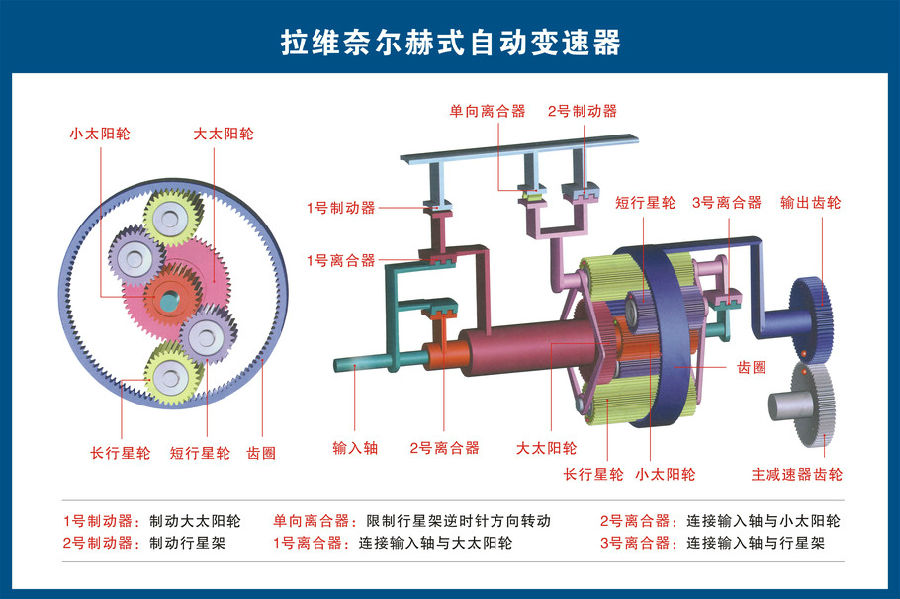 拉维奈尔赫式自动变速器
小太阳轮
大太阳轮
长行星轮
短行星轮
齿圈
单向离合器
2号制动器
1号制动器
1号离合器
短行星轮
3号离合器
输出齿轮
齿圈
输入轴
2号离合器
大太阳轮
长行星轮
小太阳轮
主减速器齿轮
1号制动器：制动大太阳轮
单向离合器：限制行星架逆时针方向转动
2号离合器：连接输入轴与小太阳轮
2号制动器：制动行星架
1号离合器：连接输入轴与大太阳轮
3号离合器：连接输入轴与行星架